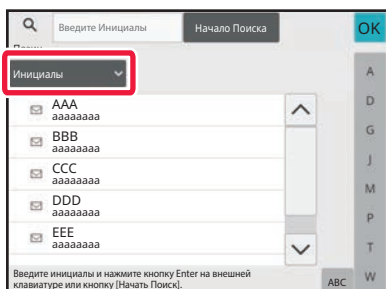 Введите Инициалы
Начало Поиска
OK
Инициалы
AAA
aaaaaaaa
BBB
aaaaaaaa
CCC
aaaaaaaa
DDD
aaaaaaaa
EEE
aaaaaaaa
A
D
G
J
M
P
T
W
Введите инициалы и нажмите кнопку Enter на внешней
клавиатуре или кнопку [Начать Поиск].
ABC